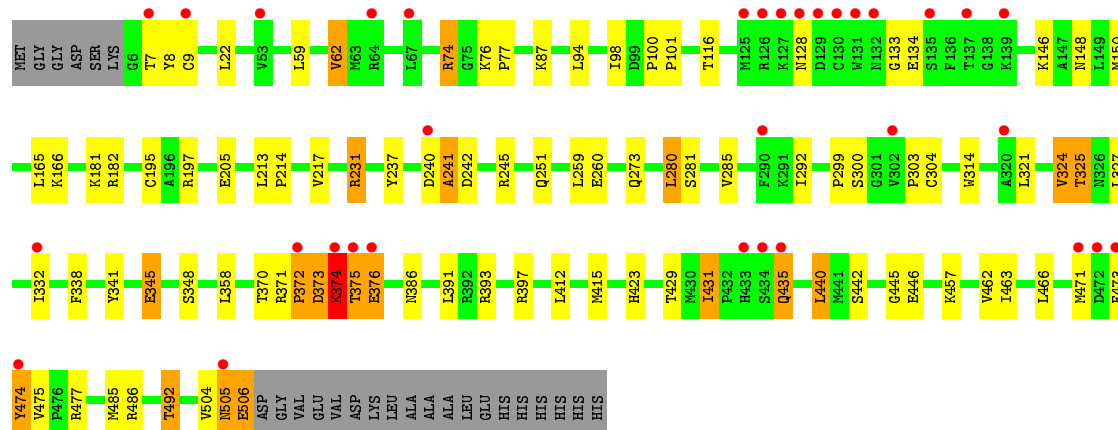 MET GLY GLY ASP SER LYS G6 T7 Y8 C9 L22 V53 L59 V62 M63 R64 L67 R74 G75 K76 P77 K87 L94 I98 D99 P100 P101 T116 M125 R126 K127 N128 D129 C130 W131 N132 G133 E134 S135 F136 T137 G138 K139 K146 A147 N148 L149 M150
L165 K166 K181 R182 C195 A196 R197 E205 L213 P214 V217 R231 Y237 D240 A241 D242 R245 Q251 L259 E260 Q273 L280 S281 V285 F290 K291 I292 P299 S300 G301 V302 P303 C304 W314 A320 L321 V324 T325 N326 L327
I332 F338 Y341 E345 S348 L358 T370 R371 P372 D373 K374 T375 E376 N386 L391 R392 R393 R397 L412 M415 H423 T429 M430 I431 P432 H433 S434 Q435 L440 M441 S442 G445 E446 K457 V462 I463 L466 M471 D472 E473
Y474 V475 P476 R477 M485 R486 T492 V504 N505 E506 ASP GLY VAL GLU VAL ASP LYS LEU ALA ALA ALA LEU GLU HIS HIS HIS HIS HIS HIS